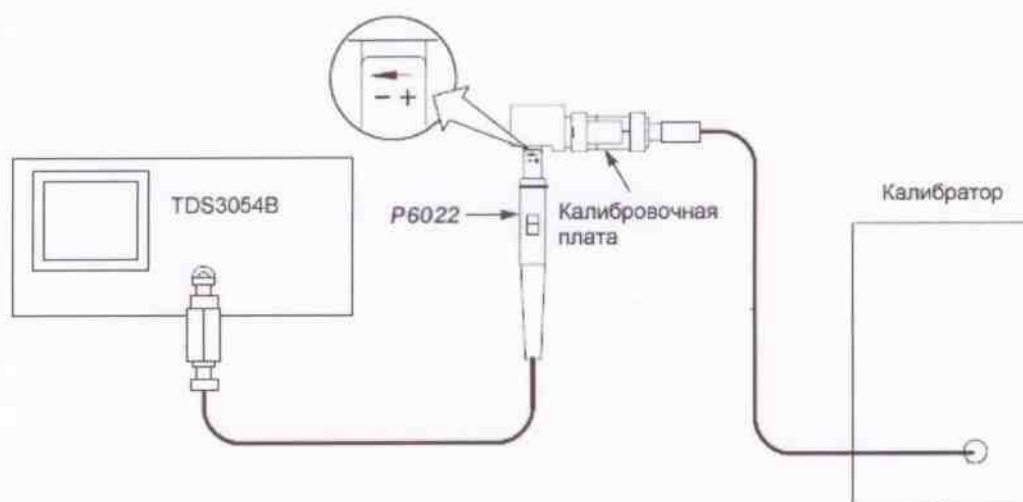 − +
TDS3054B
P6022
Калибровочная
плата
Калибратор